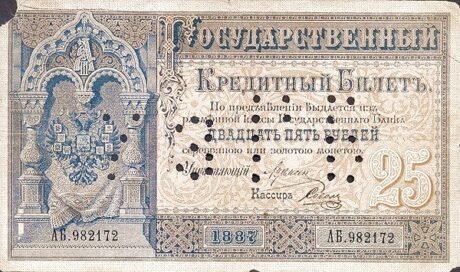 Государственный
Кредитный Билетъ.
По предъявленіи выдается изъ
размѣнной кассы Государственнаго Банка
ДВАДЦАТЬ ПЯТЬ РУБЛЕЙ
серебряною или золотою монетою.
Управляющій
25
Кассиръ
АБ.982172
1887
АБ.982172